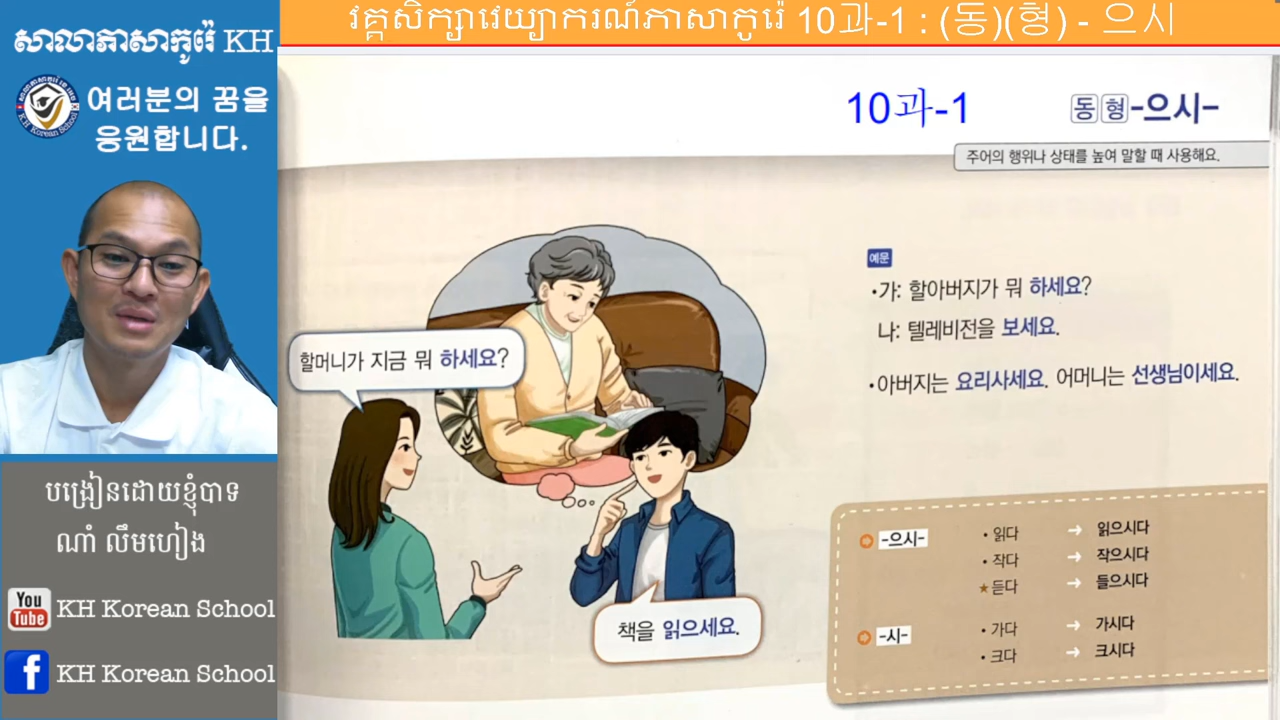 វគ្គសិក្សាវេយ្យាករណ៍ភាសាកូរ៉េ 10과-1 : (동)(형) - 으시
សាលាភាសាកូរ៉េ KH
여러분의 꿈을
응원합니다.
KH Korean School
បង្រៀនដោយខ្ញុំបាទ
ណាំ លឹមហៀង
You Tube KH Korean School
f KH Korean School
10과-1
동 형 -으시-
주어의 행위나 상태를 높여 말할 때 사용해요.
할머니가 지금 뭐 하세요?
책을 읽으세요.
예문
•가: 할아버지가 뭐 하세요?
나: 텔레비전을 보세요.
•아버지는 요리사세요. 어머니는 선생님이세요.
-으시- •읽다 → 읽으시다
•작다 → 작으시다
★듣다 → 들으시다
-시- •가다 → 가시다
•크다 → 크시다